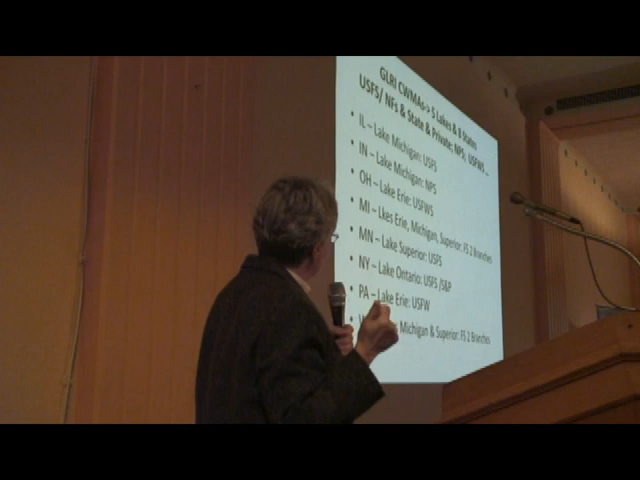 GLRI CWMAs-> 5 Lakes & 8 States
USFS/ NFs & State & Private; NPS; USFWS ...
• IL – Lake Michigan: USFS
• IN – Lake Michigan: NPS
• OH – Lake Erie: USFWS
• MI – Lkes Erie, Michigan, Superior: FS 2 Branches
• MN – Lake Superior: USFS
• NY – Lake Ontario: USFS /S&P
• PA – Lake Erie: USFW
• Michigan & Superior: FS 2 Branches